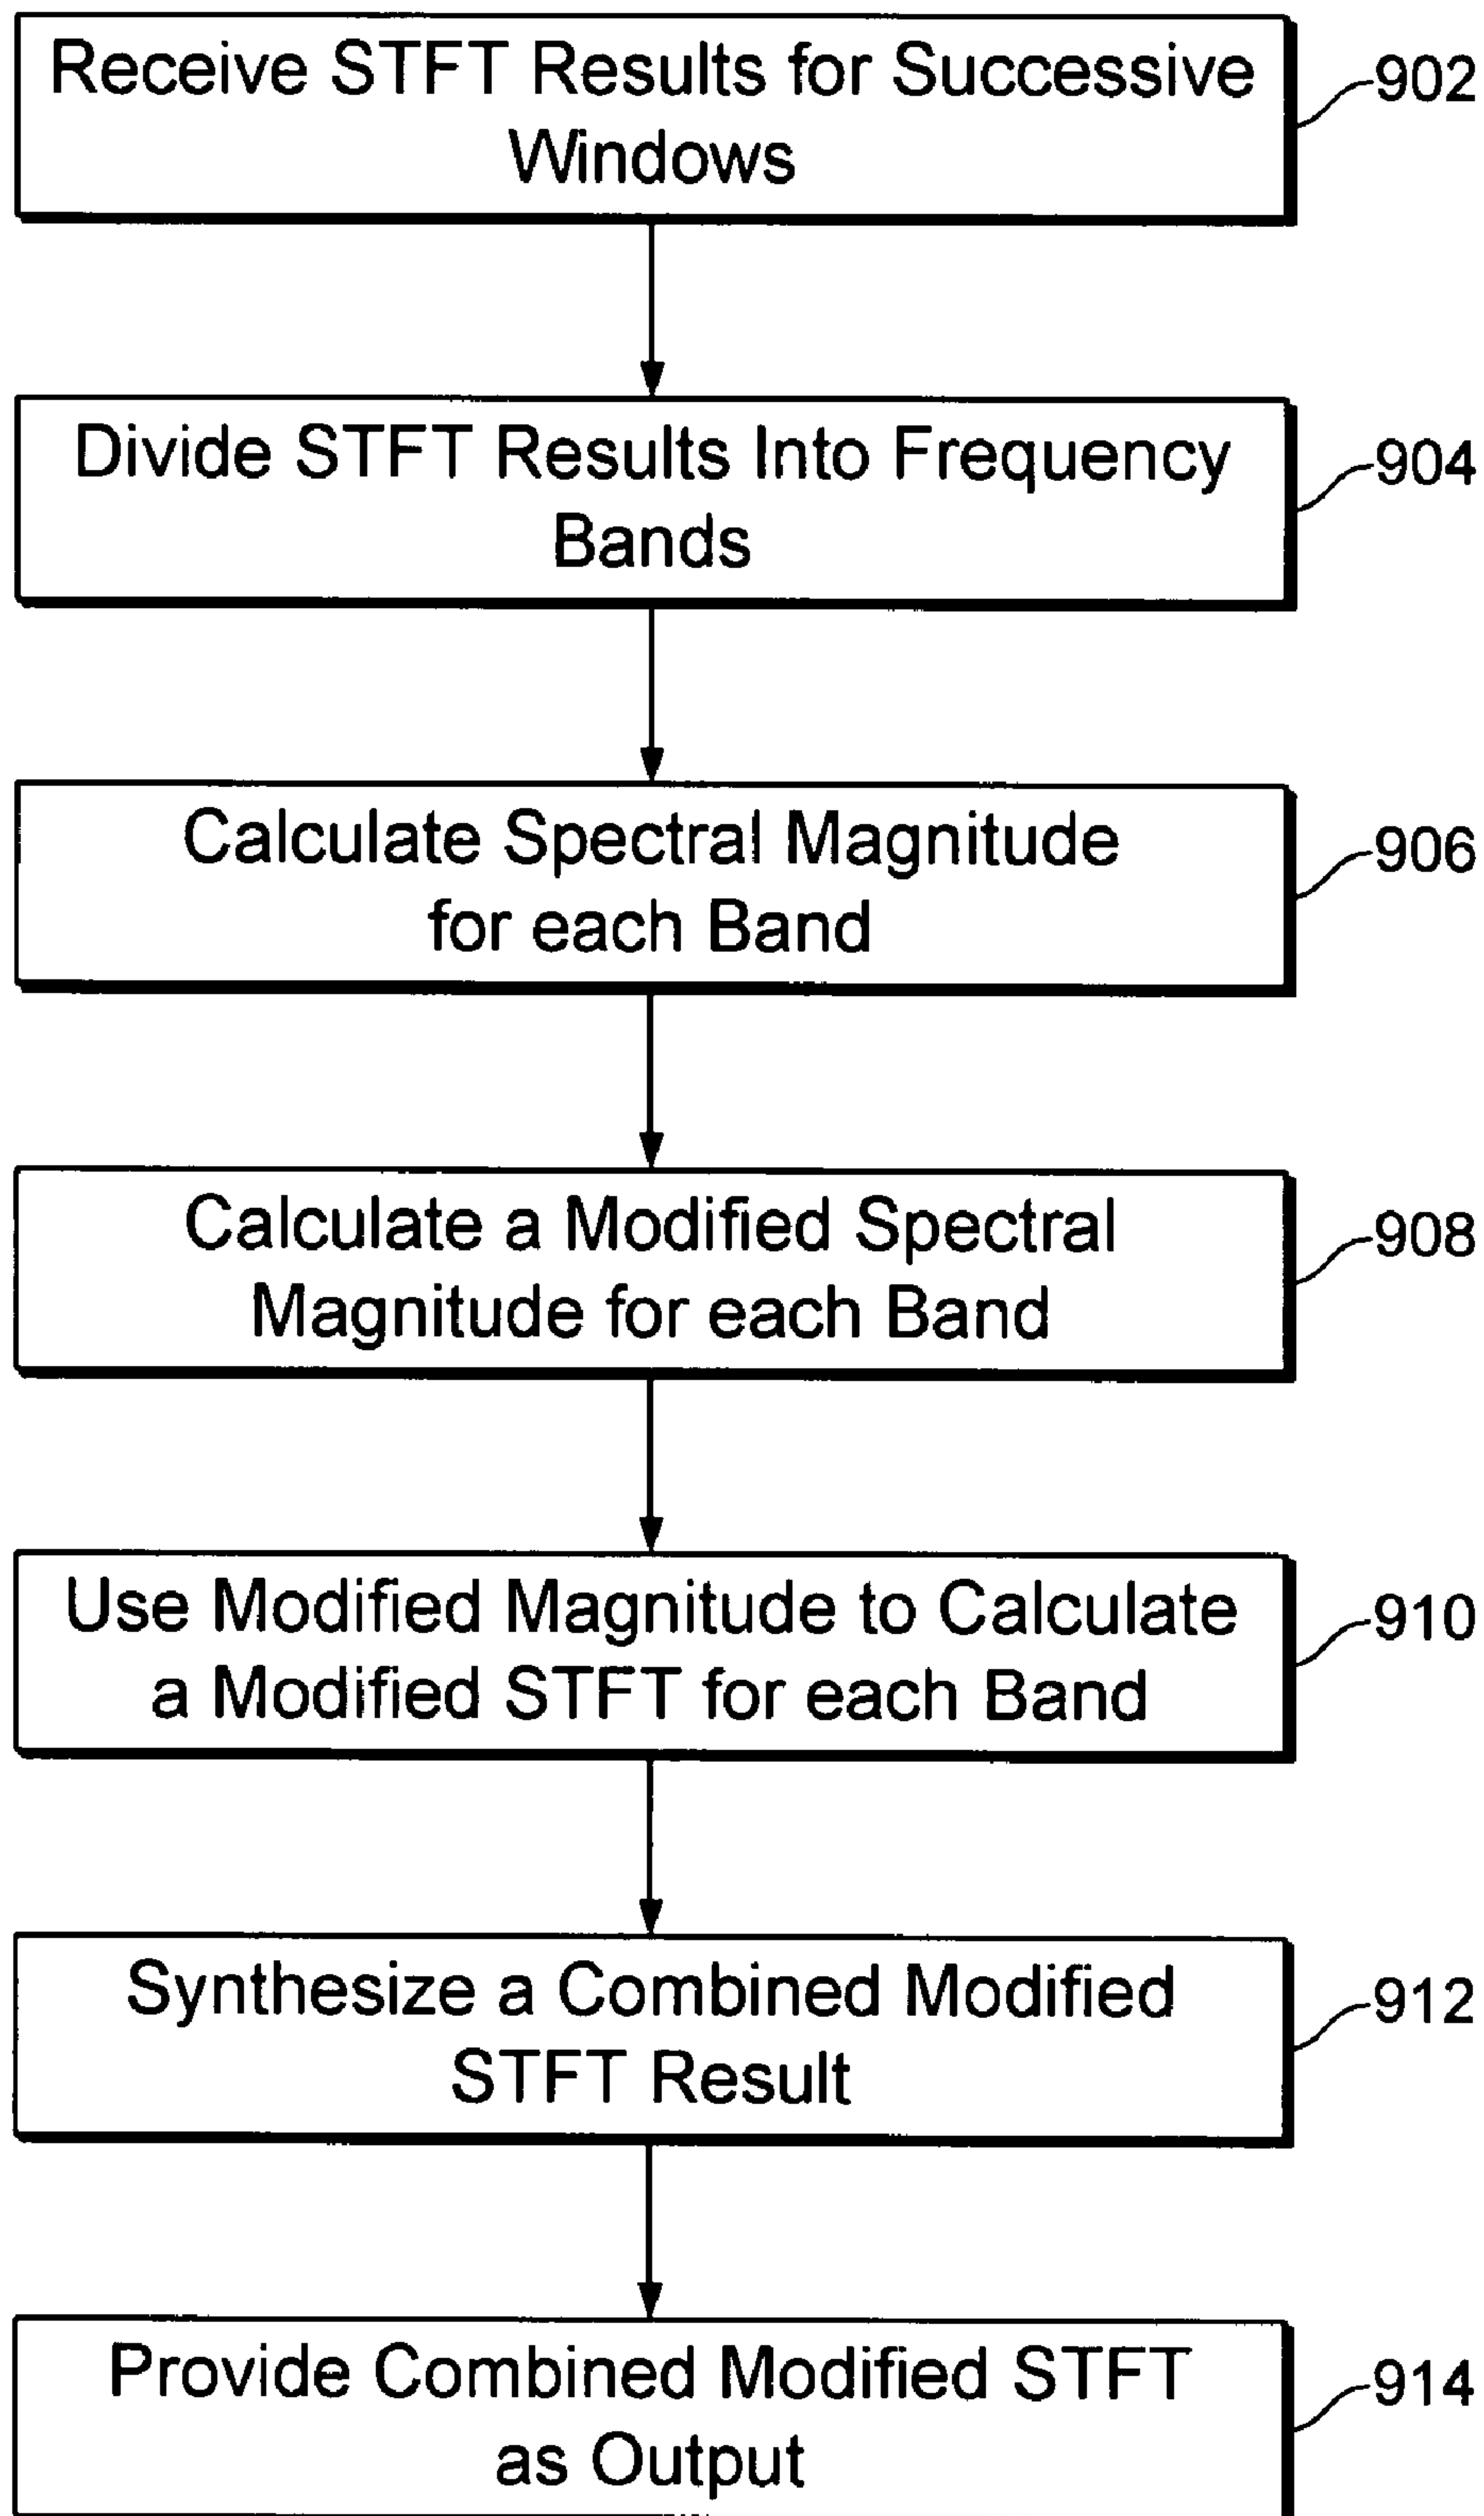 Receive STFT Results for Successive
Windows
902
Divide STFT Results Into Frequency
Bands
904
Calculate Spectral Magnitude
for each Band
906
Calculate a Modified Spectral
Magnitude for each Band
908
Use Modified Magnitude to Calculate
a Modified STFT for each Band
910
Synthesize a Combined Modified
STFT Result
912
Provide Combined Modified STFT
as Output
914